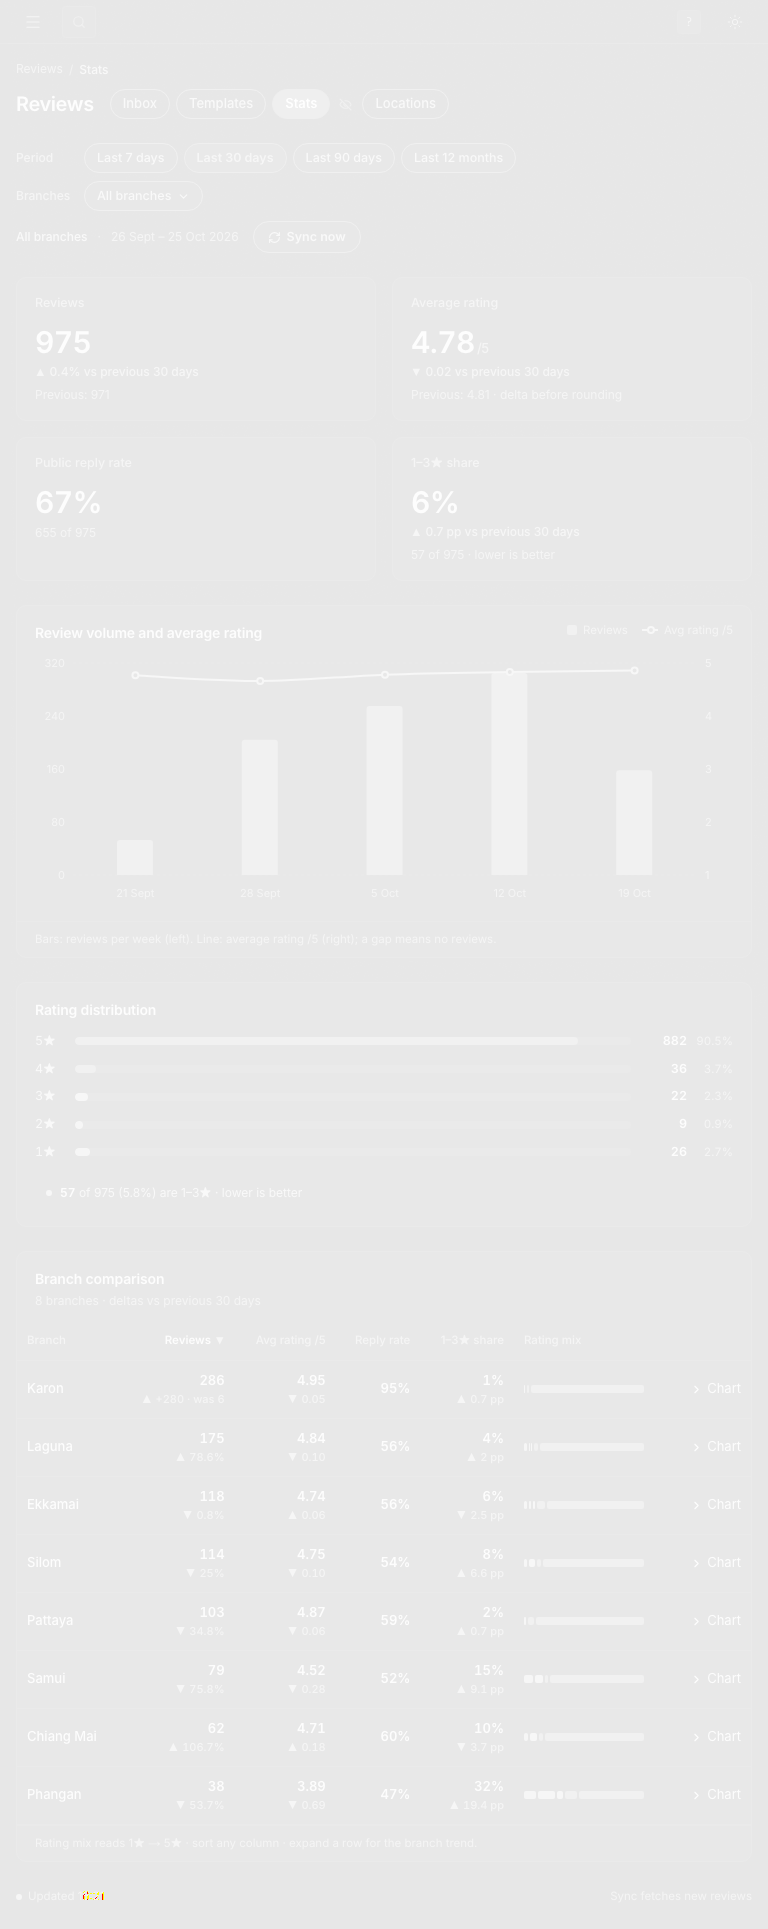 ?
Reviews / Stats
Reviews Inbox Templates Stats Locations
Period Last 7 days Last 30 days Last 90 days Last 12 months
Branches All branches
All branches · 26 Sept – 25 Oct 2026 Sync now
Reviews
975
▲ 0.4% vs previous 30 days
Previous: 971
Average rating
4.78 /5
▼ 0.02 vs previous 30 days
Previous: 4.81 · delta before rounding
Public reply rate
67%
655 of 975
1–3★ share
6%
▲ 0.7 pp vs previous 30 days
57 of 975 · lower is better
Review volume and average rating
Reviews Avg rating /5
320 5
240 4
160 3
80 2
0 1
21 Sept 28 Sept 5 Oct 12 Oct 19 Oct
Bars: reviews per week (left). Line: average rating /5 (right); a gap means no reviews.
Rating distribution
5★ 882 90.5%
4★ 36 3.7%
3★ 22 2.3%
2★ 9 0.9%
1★ 26 2.7%
57 of 975 (5.8%) are 1–3★ · lower is better
Branch comparison
8 branches · deltas vs previous 30 days
Branch Reviews ▼ Avg rating /5 Reply rate 1–3★ share Rating mix
Karon 286 4.95 95% 1% Chart
▲ +280 · was 6 ▼ 0.05 ▲ 0.7 pp
Laguna 175 4.84 56% 4% Chart
▲ 78.6% ▼ 0.10 ▲ 2 pp
Ekkamai 118 4.74 56% 6% Chart
▼ 0.8% ▲ 0.06 ▼ 2.5 pp
Silom 114 4.75 54% 8% Chart
▼ 25% ▼ 0.10 ▲ 6.6 pp
Pattaya 103 4.87 59% 2% Chart
▼ 34.8% ▼ 0.06 ▲ 0.7 pp
Samui 79 4.52 52% 15% Chart
▼ 75.8% ▼ 0.28 ▲ 9.1 pp
Chiang Mai 62 4.71 60% 10% Chart
▲ 106.7% ▲ 0.18 ▼ 3.7 pp
Phangan 38 3.89 47% 32% Chart
▼ 53.7% ▼ 0.69 ▲ 19.4 pp
Rating mix reads 1★ → 5★ · sort any column · expand a row for the branch trend.
Updated
Sync fetches new reviews